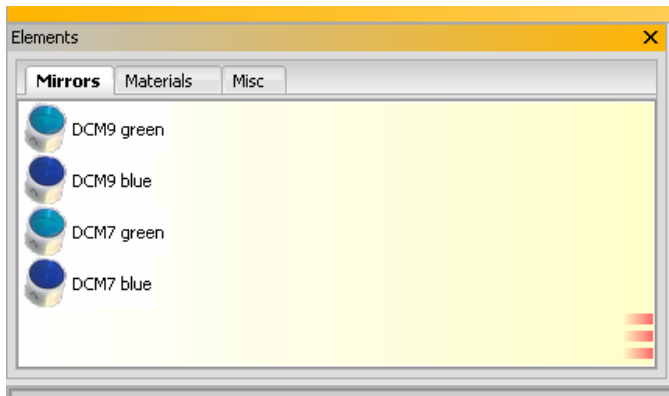 Elements
Mirrors Materials Misc
DCM9 green
DCM9 blue
DCM7 green
DCM7 blue